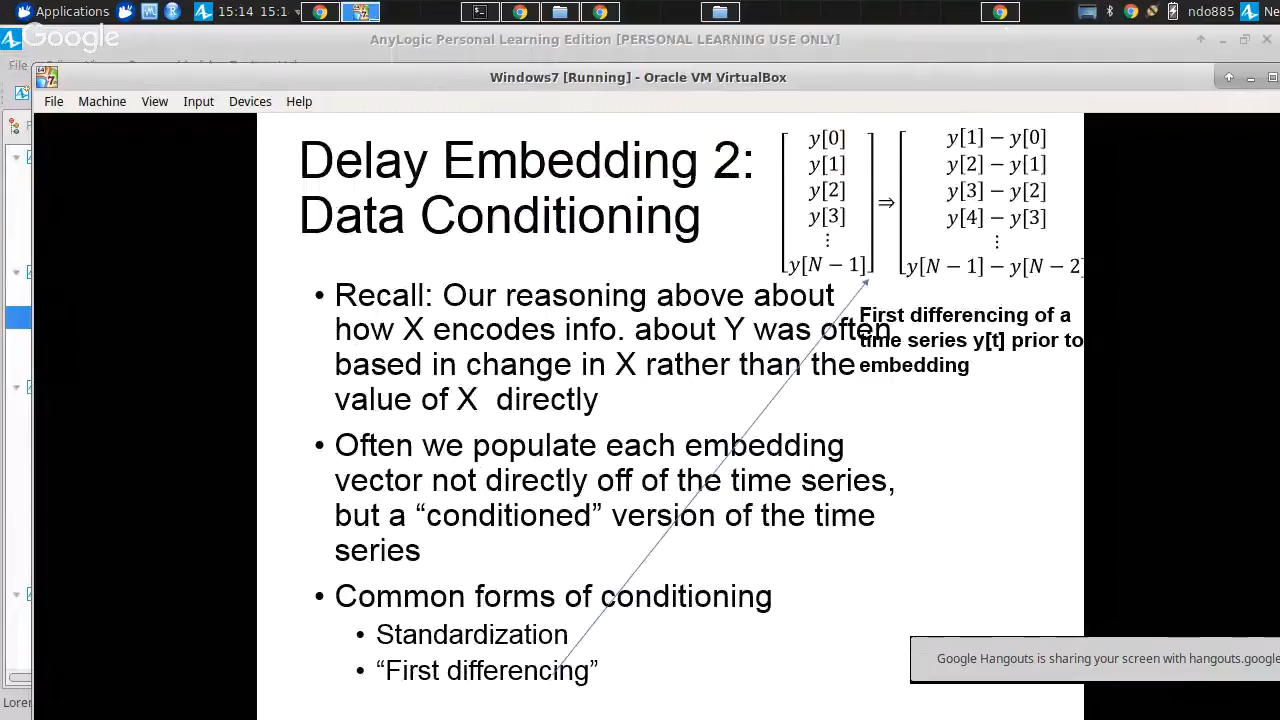 Applications
15:14 15:1
ndo885
Ne
Google
AnyLogic Personal Learning Edition [PERSONAL LEARNING USE ONLY]
Windows7 [Running] - Oracle VM VirtualBox
File Machine View Input Devices Help
Delay Embedding 2:
Data Conditioning
y[0]
y[1]
y[2]
y[3]
⋮
y[N − 1]
⇒
y[1] − y[0]
y[2] − y[1]
y[3] − y[2]
y[4] − y[3]
⋮
y[N − 1] − y[N − 2]
First differencing of a
time series y[t] prior to
embedding
• Recall: Our reasoning above about
how X encodes info. about Y was often
based in change in X rather than the
value of X directly
• Often we populate each embedding
vector not directly off of the time series,
but a “conditioned” version of the time
series
• Common forms of conditioning
• Standardization
• “First differencing”
Google Hangouts is sharing your screen with hangouts.google
Lorer